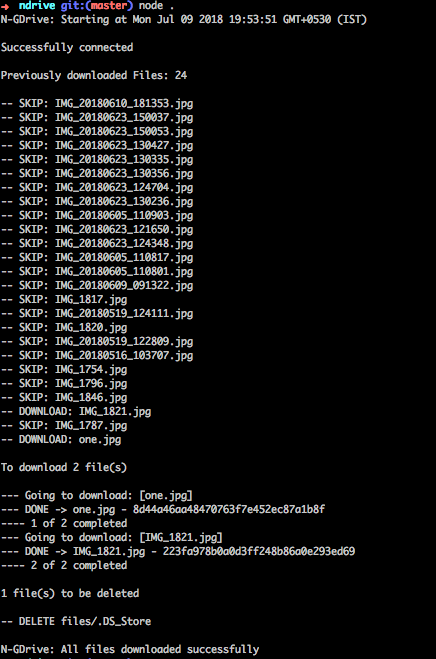 ➜ ndrive git:(master) node .
N-GDrive: Starting at Mon Jul 09 2018 19:53:51 GMT+0530 (IST)
Successfully connected
Previously downloaded Files: 24
-- SKIP: IMG_20180610_181353.jpg
-- SKIP: IMG_20180623_150037.jpg
-- SKIP: IMG_20180623_150053.jpg
-- SKIP: IMG_20180623_130427.jpg
-- SKIP: IMG_20180623_130335.jpg
-- SKIP: IMG_20180623_130356.jpg
-- SKIP: IMG_20180623_124704.jpg
-- SKIP: IMG_20180623_130236.jpg
-- SKIP: IMG_20180605_110903.jpg
-- SKIP: IMG_20180623_121650.jpg
-- SKIP: IMG_20180623_124348.jpg
-- SKIP: IMG_20180605_110817.jpg
-- SKIP: IMG_20180605_110801.jpg
-- SKIP: IMG_20180609_091322.jpg
-- SKIP: IMG_1817.jpg
-- SKIP: IMG_20180519_124111.jpg
-- SKIP: IMG_1820.jpg
-- SKIP: IMG_20180519_122809.jpg
-- SKIP: IMG_20180516_103707.jpg
-- SKIP: IMG_1754.jpg
-- SKIP: IMG_1796.jpg
-- SKIP: IMG_1846.jpg
-- DOWNLOAD: IMG_1821.jpg
-- SKIP: IMG_1787.jpg
-- DOWNLOAD: one.jpg
To download 2 file(s)
--- Going to download: [one.jpg]
--- DONE -> one.jpg - 8d44a46aa48470763f7e452ec87a1b8f
---- 1 of 2 completed
--- Going to download: [IMG_1821.jpg]
--- DONE -> IMG_1821.jpg - 223fa978b0a0d3ff248b86a0e293ed69
---- 2 of 2 completed
1 file(s) to be deleted
-- DELETE files/.DS_Store
N-GDrive: All files downloaded successfully